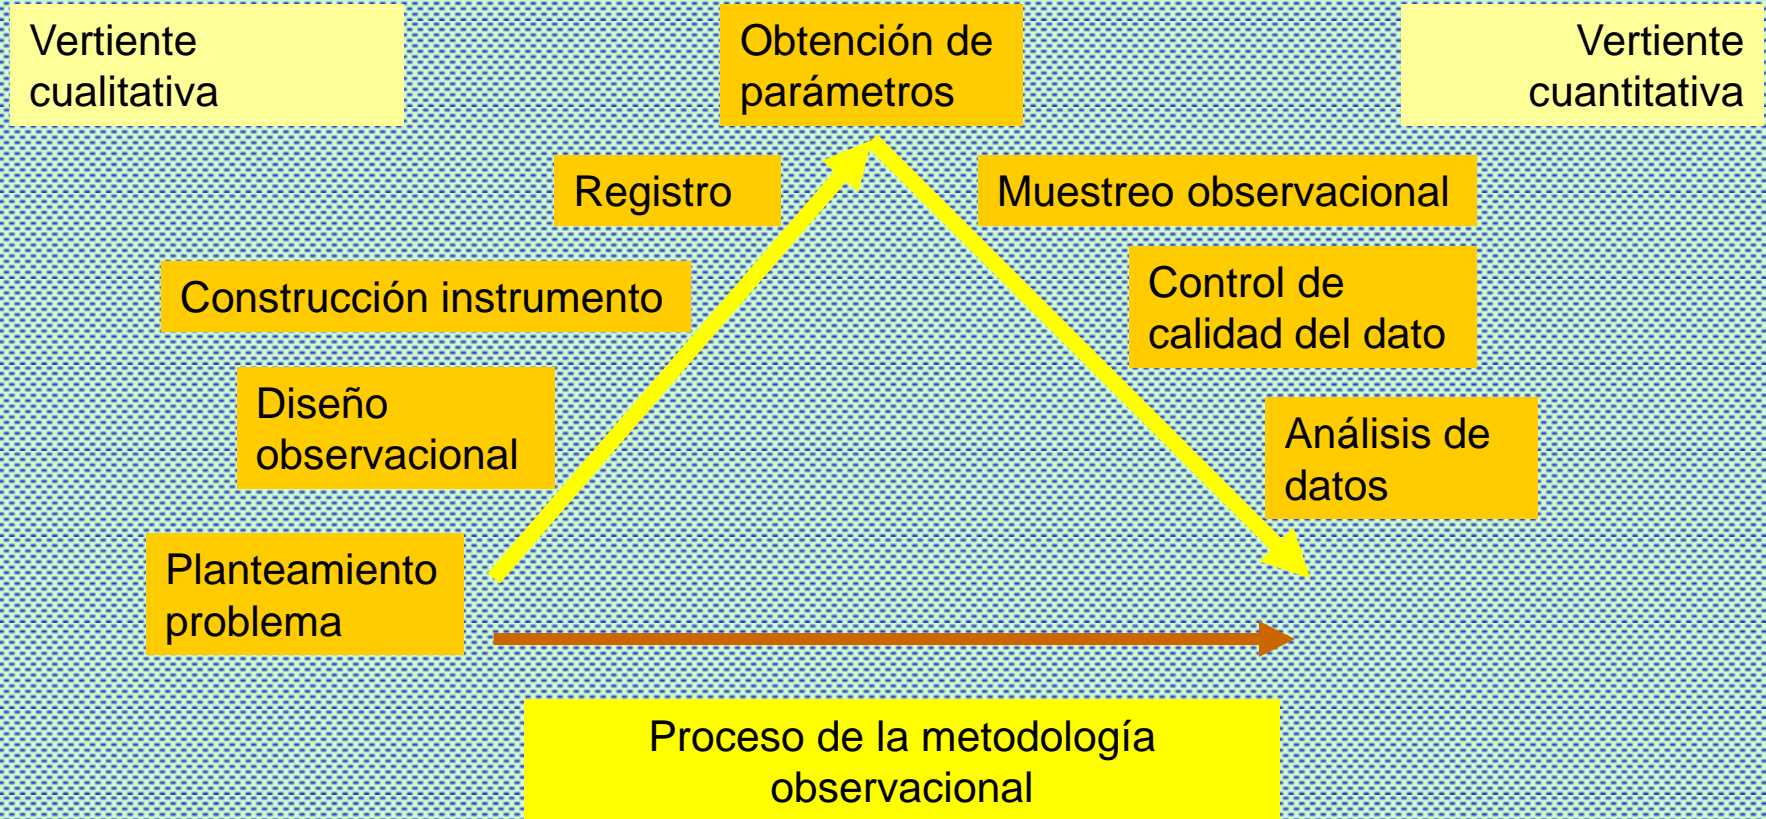 Vertiente
cualitativa
Obtención de
parámetros
Vertiente
cuantitativa
Registro
Muestreo observacional
Construcción instrumento
Control de
calidad del dato
Diseño
observacional
Análisis de
datos
Planteamiento
problema
Proceso de la metodología
observacional